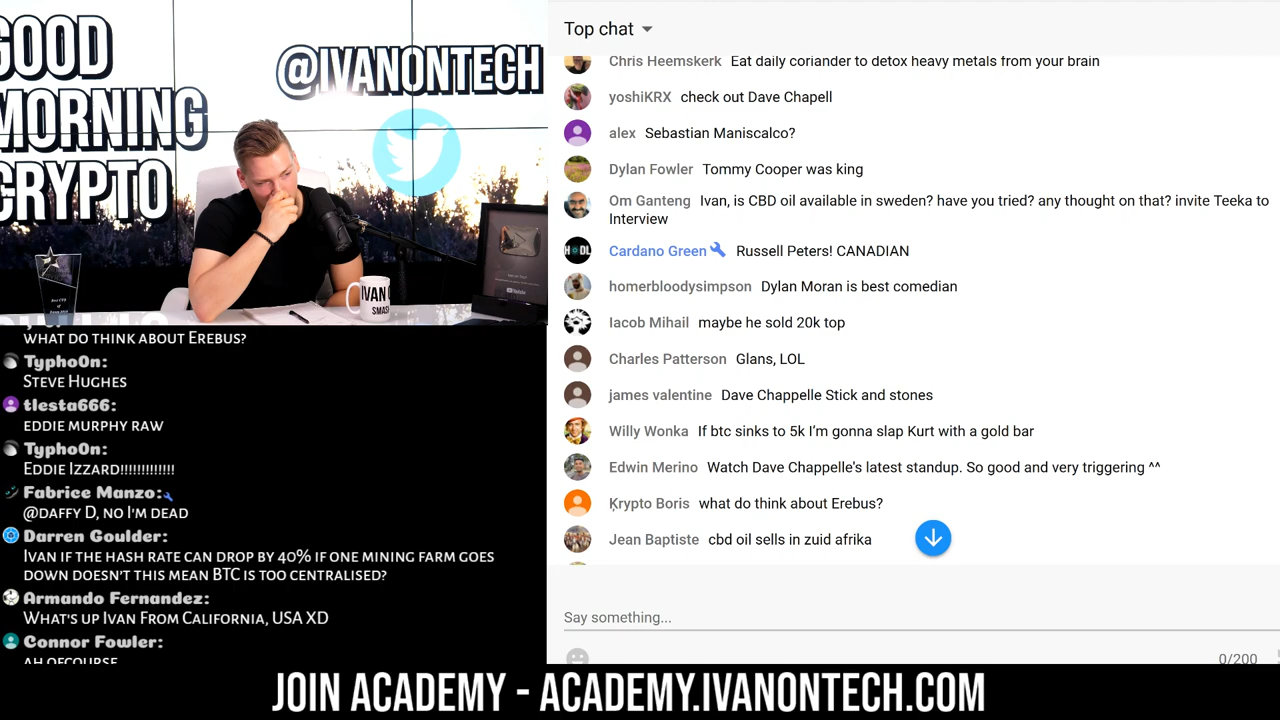 GOOD
MORNING
CRYPTO
@IVANONTECH
IVAN
SMASH
WHAT DO THINK ABOUT EREBUS?
Typho0n:
STEVE HUGHES
tlesta666:
EDDIE MURPHY RAW
Typho0n:
EDDIE IZZARD!!!!!!!!!!!!!
Fabrice Manzo:
@DAFFY D, NO I'M DEAD
Darren Goulder:
IVAN IF THE HASH RATE CAN DROP BY 40% IF ONE MINING FARM GOES
DOWN DOESN'T THIS MEAN BTC IS TOO CENTRALISED?
Armando Fernandez:
WHAT'S UP IVAN FROM CALIFORNIA, USA XD
Connor Fowler:
AH OFCOURSE
Top chat
Chris Heemskerk Eat daily coriander to detox heavy metals from your brain
yoshiKRX check out Dave Chapell
alex Sebastian Maniscalco?
Dylan Fowler Tommy Cooper was king
Om Ganteng Ivan, is CBD oil available in sweden? have you tried? any thought on that? invite Teeka to
Interview
Cardano Green Russell Peters! CANADIAN
homerbloodysimpson Dylan Moran is best comedian
Iacob Mihail maybe he sold 20k top
Charles Patterson Glans, LOL
james valentine Dave Chappelle Stick and stones
Willy Wonka If btc sinks to 5k I'm gonna slap Kurt with a gold bar
Edwin Merino Watch Dave Chappelle's latest standup. So good and very triggering ^^
Ķrypto Boris what do think about Erebus?
Jean Baptiste cbd oil sells in zuid afrika
Say something...
0/200
JOIN ACADEMY - ACADEMY.IVANONTECH.COM